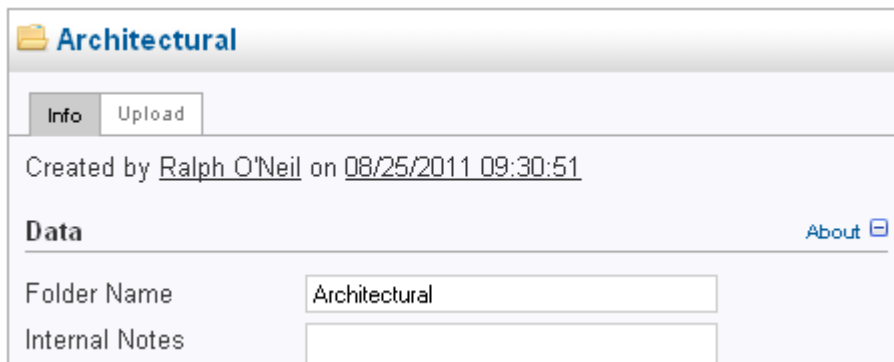 Architectural
Info Upload
Created by Ralph O'Neil on 08/25/2011 09:30:51
Data About
Folder Name Architectural
Internal Notes